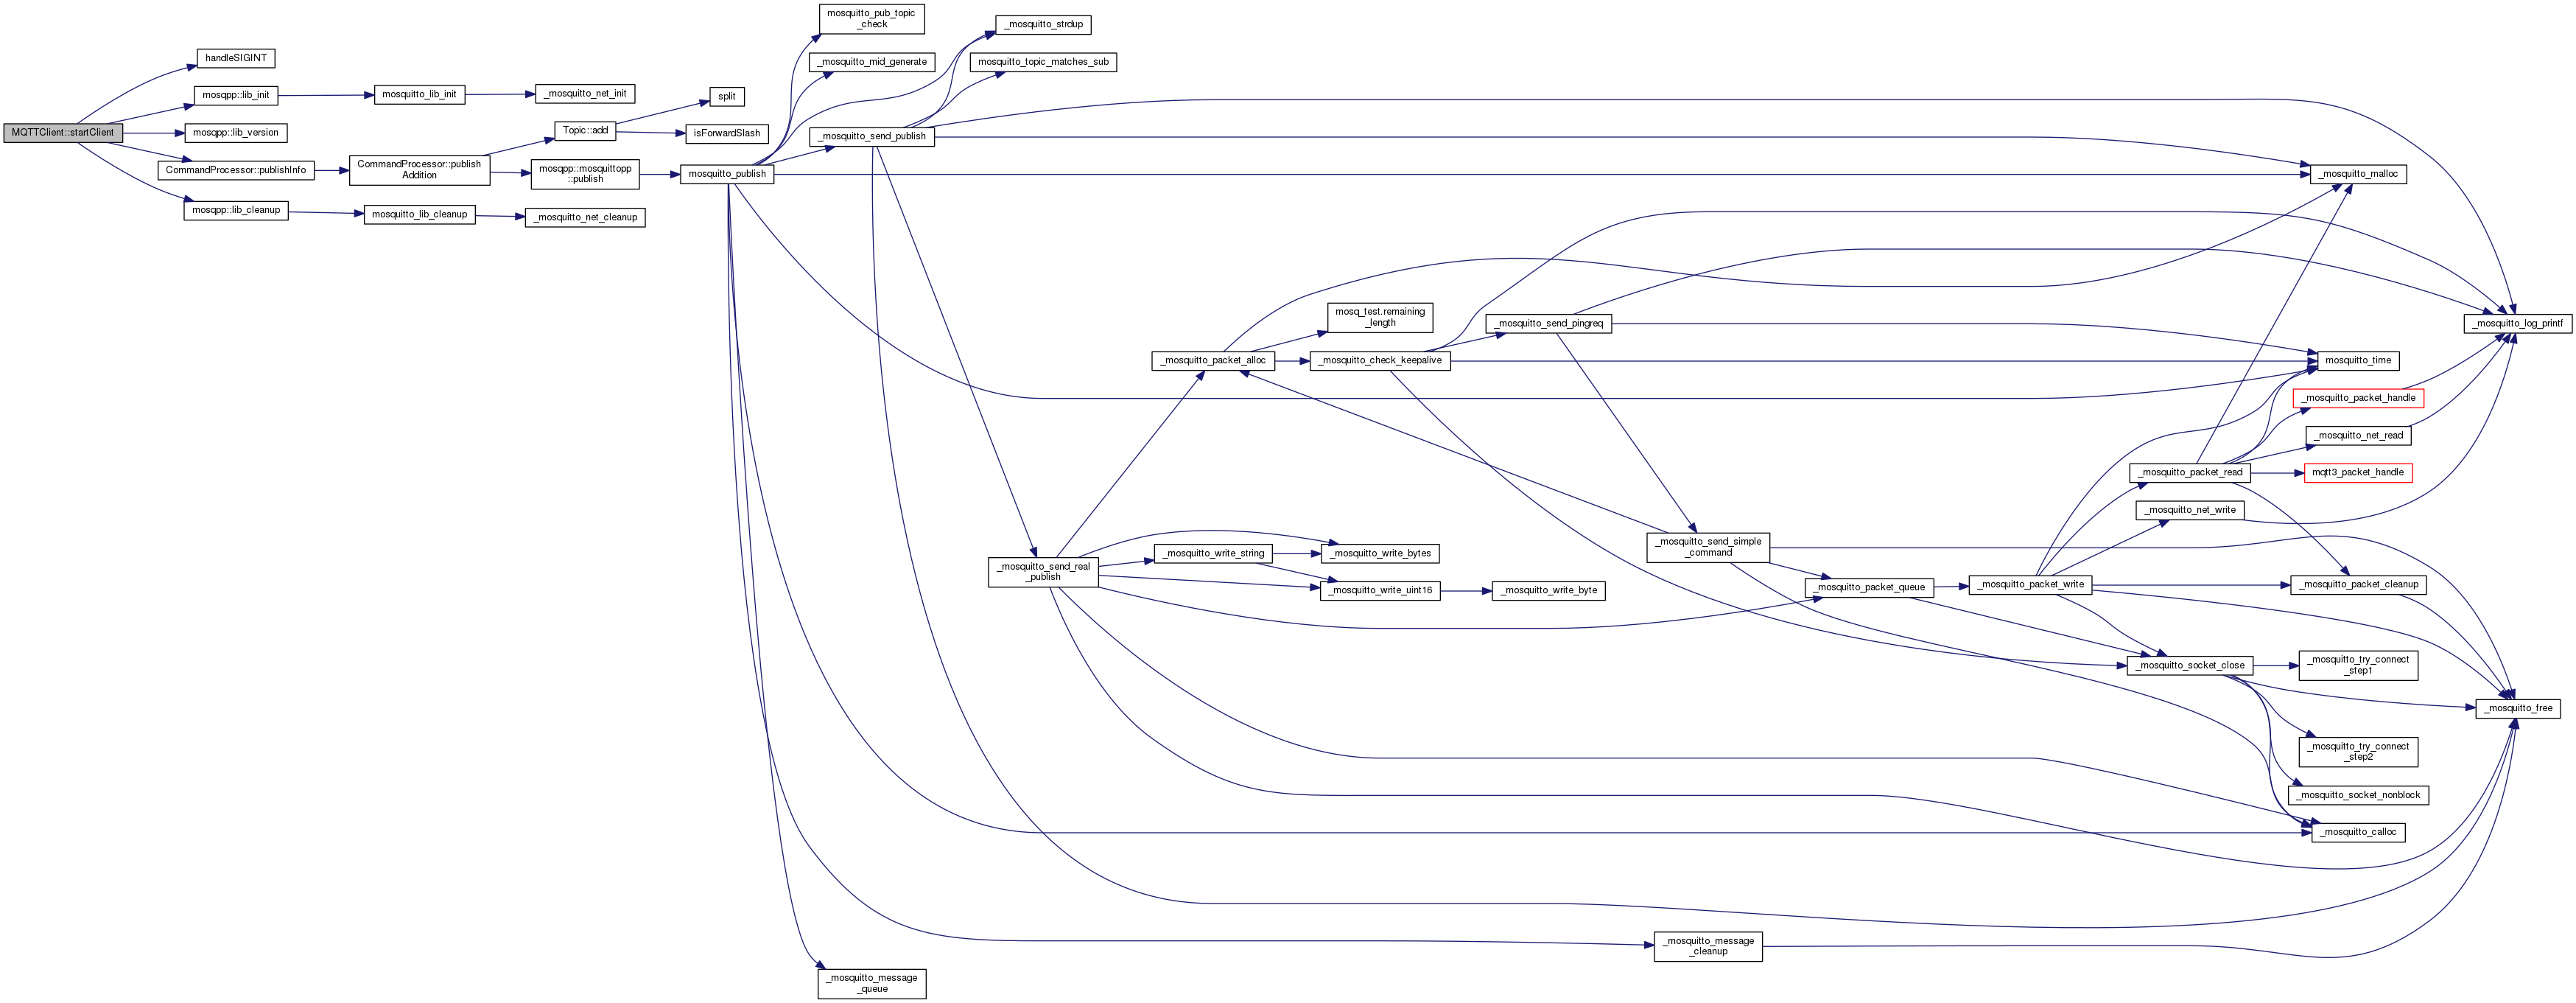 MQTTClient::startClient
handleSIGINT
mosqpp::lib_init
mosqpp::lib_version
CommandProcessor::publishInfo
mosqpp::lib_cleanup
mosquitto_lib_init
CommandProcessor::publish
Addition
mosquitto_lib_cleanup
_mosquitto_net_init
Topic::add
mosqpp::mosquittopp
::publish
_mosquitto_net_cleanup
split
isForwardSlash
mosquitto_publish
mosquitto_pub_topic
_check
_mosquitto_mid_generate
_mosquitto_send_publish
_mosquitto_message
_queue
_mosquitto_strdup
mosquitto_topic_matches_sub
_mosquitto_send_real
_publish
_mosquitto_packet_alloc
_mosquitto_write_string
mosq_test.remaining
_length
_mosquitto_check_keepalive
_mosquitto_write_bytes
_mosquitto_write_uint16
_mosquitto_send_pingreq
_mosquitto_write_byte
_mosquitto_send_simple
_command
_mosquitto_message
_cleanup
_mosquitto_packet_queue
_mosquitto_packet_write
_mosquitto_packet_read
_mosquitto_net_write
_mosquitto_socket_close
_mosquitto_malloc
mosquitto_time
_mosquitto_packet_handle
_mosquitto_net_read
mqtt3_packet_handle
_mosquitto_packet_cleanup
_mosquitto_try_connect
_step1
_mosquitto_try_connect
_step2
_mosquitto_socket_nonblock
_mosquitto_calloc
_mosquitto_log_printf
_mosquitto_free